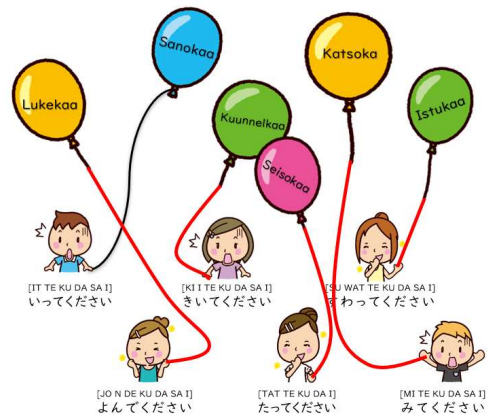 Sanokaa
Katsoka
Lukekaa
Kuunnelkaa
Istukaa
Seisokaa
[IT TE KU DA SA I]
いってください
[KI I TE KU DA SA I]
きいてください
[SU WAT TE KU DA SA I]
すわってください
[JO N DE KU DA SA I]
よんでください
[TAT TE KU DA I]
たってください
[MI TE KU DA SA I]
みてください